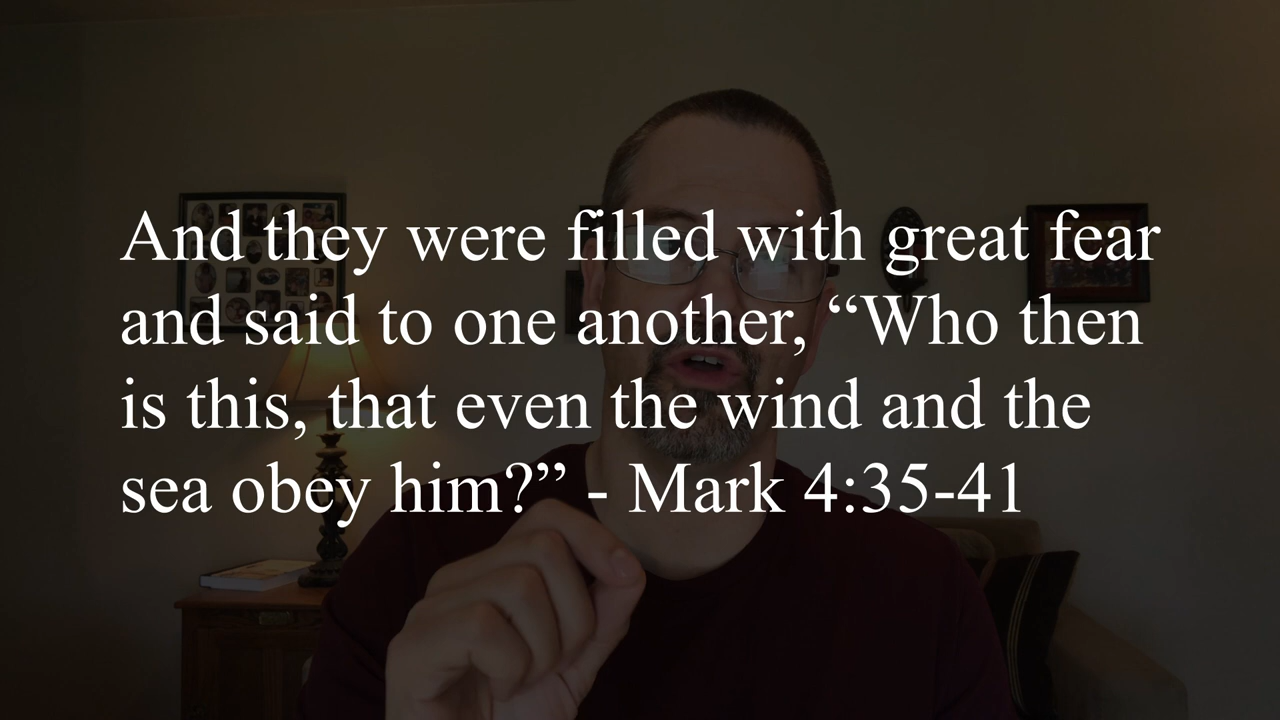 And they were filled with great fear
and said to one another, “Who then
is this, that even the wind and the
sea obey him?” - Mark 4:35-41